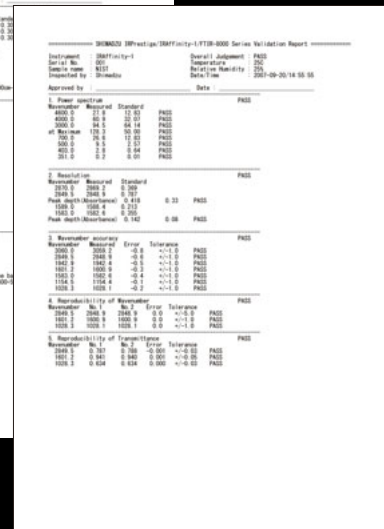 ========== SHIMADZU IRPrestige/IRAffinity-1/FTIR-8000 Series Validation Report ==========
Instrument : IRAffinity-1 Overall Judgement : PASS
Serial No. : 001 Temperature : 25C
Sample name : NIST Relative Humidity : 25%
Inspected by : Shimadzu Date/Time : 2007-09-20/14 55 55
Approved by : Date :
1. Power spectrum PASS
Wavenumber Measured Standard
4600.0 27.8 12.83 PASS
4000.0 60.9 32.07 PASS
3000.0 94.5 64.14 PASS
at Maximum 128.3 50.00 PASS
700.0 26.6 12.83 PASS
500.0 9.5 2.57 PASS
403.0 2.8 0.64 PASS
351.0 0.2 0.01 PASS
2. Resolution PASS
Wavenumber Measured Standard
2870.0 2869.2 0.369
2849.5 2848.9 0.787
Peak depth(Absorbance) 0.418 0.33 PASS
1589.0 1588.4 0.213
1583.0 1582.6 0.355
Peak depth(Absorbance) 0.142 0.08 PASS
3. Wavenumber accuracy PASS
Wavenumber Measured Error Tolerance
3060.0 3059.2 -0.8 +/-1.0 PASS
2849.5 2848.9 -0.6 +/-1.0 PASS
1942.9 1942.4 -0.5 +/-1.0 PASS
1601.2 1600.9 -0.3 +/-1.0 PASS
1583.0 1582.6 -0.4 +/-1.0 PASS
1154.5 1154.4 -0.1 +/-1.0 PASS
1028.3 1028.1 -0.2 +/-1.0 PASS
4. Reproducibility of Wavenumber PASS
Wavenumber No.1 No.2 Error Tolerance
2849.5 2848.9 2848.9 0.0 +/-5.0 PASS
1601.2 1600.9 1600.9 0.0 +/-1.0 PASS
1028.3 1028.1 1028.1 0.0 +/-1.0 PASS
5. Reproducibility of Transmittance PASS
Wavenumber No.1 No.2 Error Tolerance
2849.5 0.787 0.788 -0.001 +/-0.03 PASS
1601.2 0.941 0.940 0.001 +/-0.05 PASS
1028.3 0.634 0.634 0.000 +/-0.03 PASS